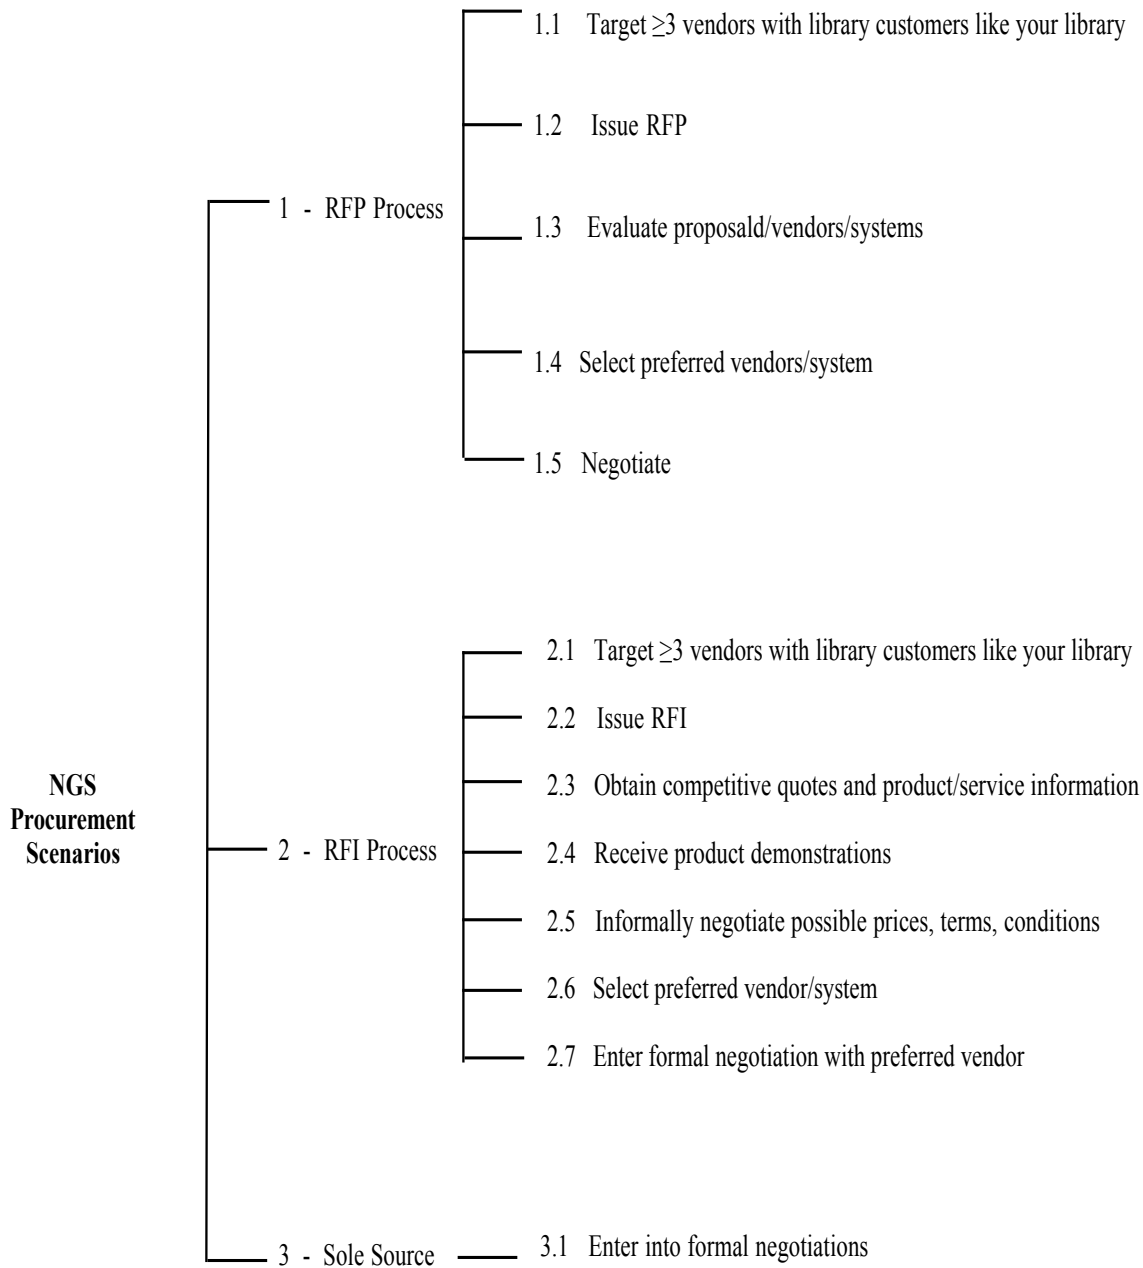 1.1 Target ≥3 vendors with library customers like your library
1.2 Issue RFP
1 - RFP Process
1.3 Evaluate proposald/vendors/systems
1.4 Select preferred vendors/system
1.5 Negotiate
2.1 Target ≥3 vendors with library customers like your library
2.2 Issue RFI
NGS
Procurement
Scenarios
2.3 Obtain competitive quotes and product/service information
2 - RFI Process
2.4 Receive product demonstrations
2.5 Informally negotiate possible prices, terms, conditions
2.6 Select preferred vendor/system
2.7 Enter formal negotiation with preferred vendor
3 - Sole Source
3.1 Enter into formal negotiations